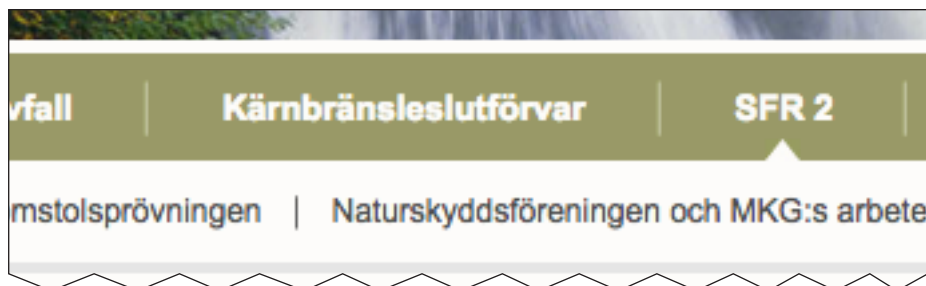 vfall | Kärnbränsleslutförvar | SFR 2 |
mstolsprövningen | Naturskyddsföreningen och MKG:s arbete